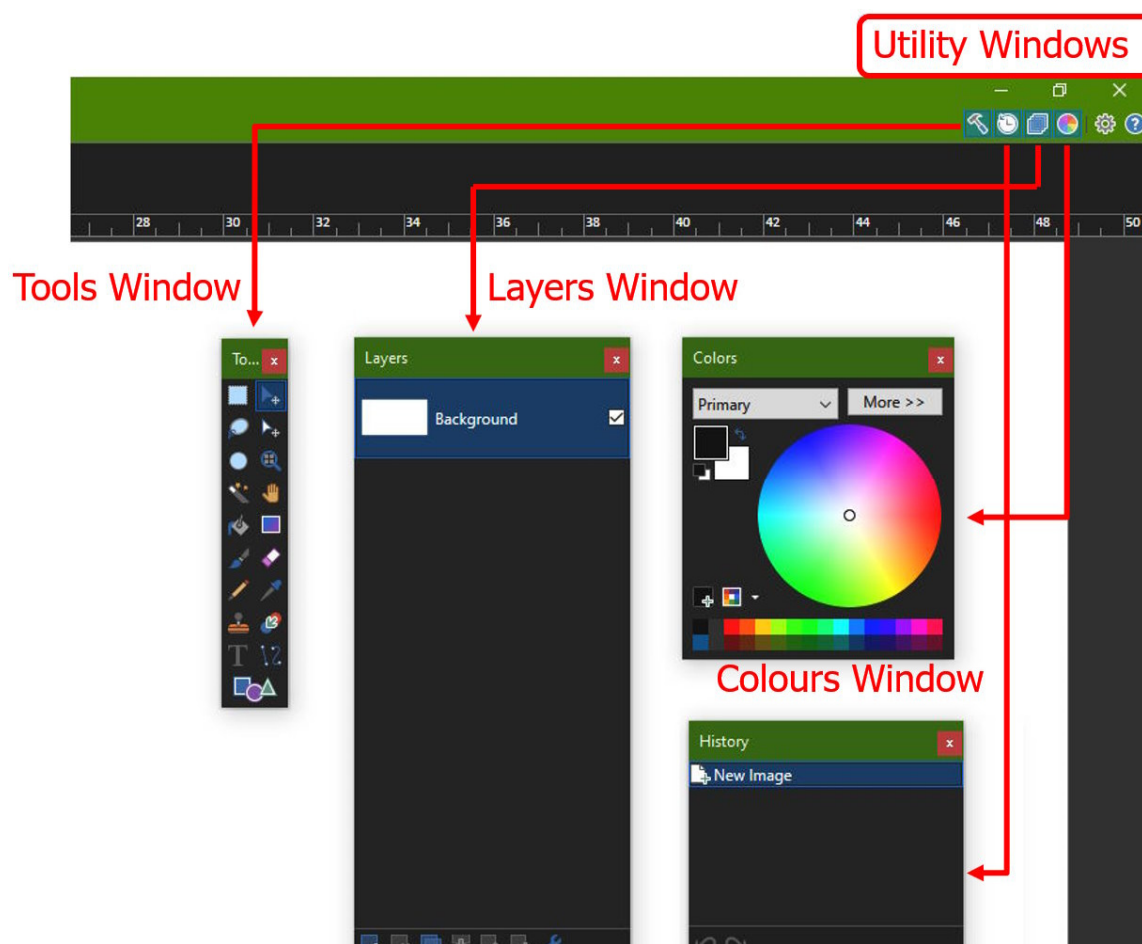 Utility Windows
28 30 32 34 36 38 40 42 44 46 48 50
Tools Window
Layers Window
To... x
Layers x
Colors x
Background
Primary
More >>
T
Colours Window
History x
New Image